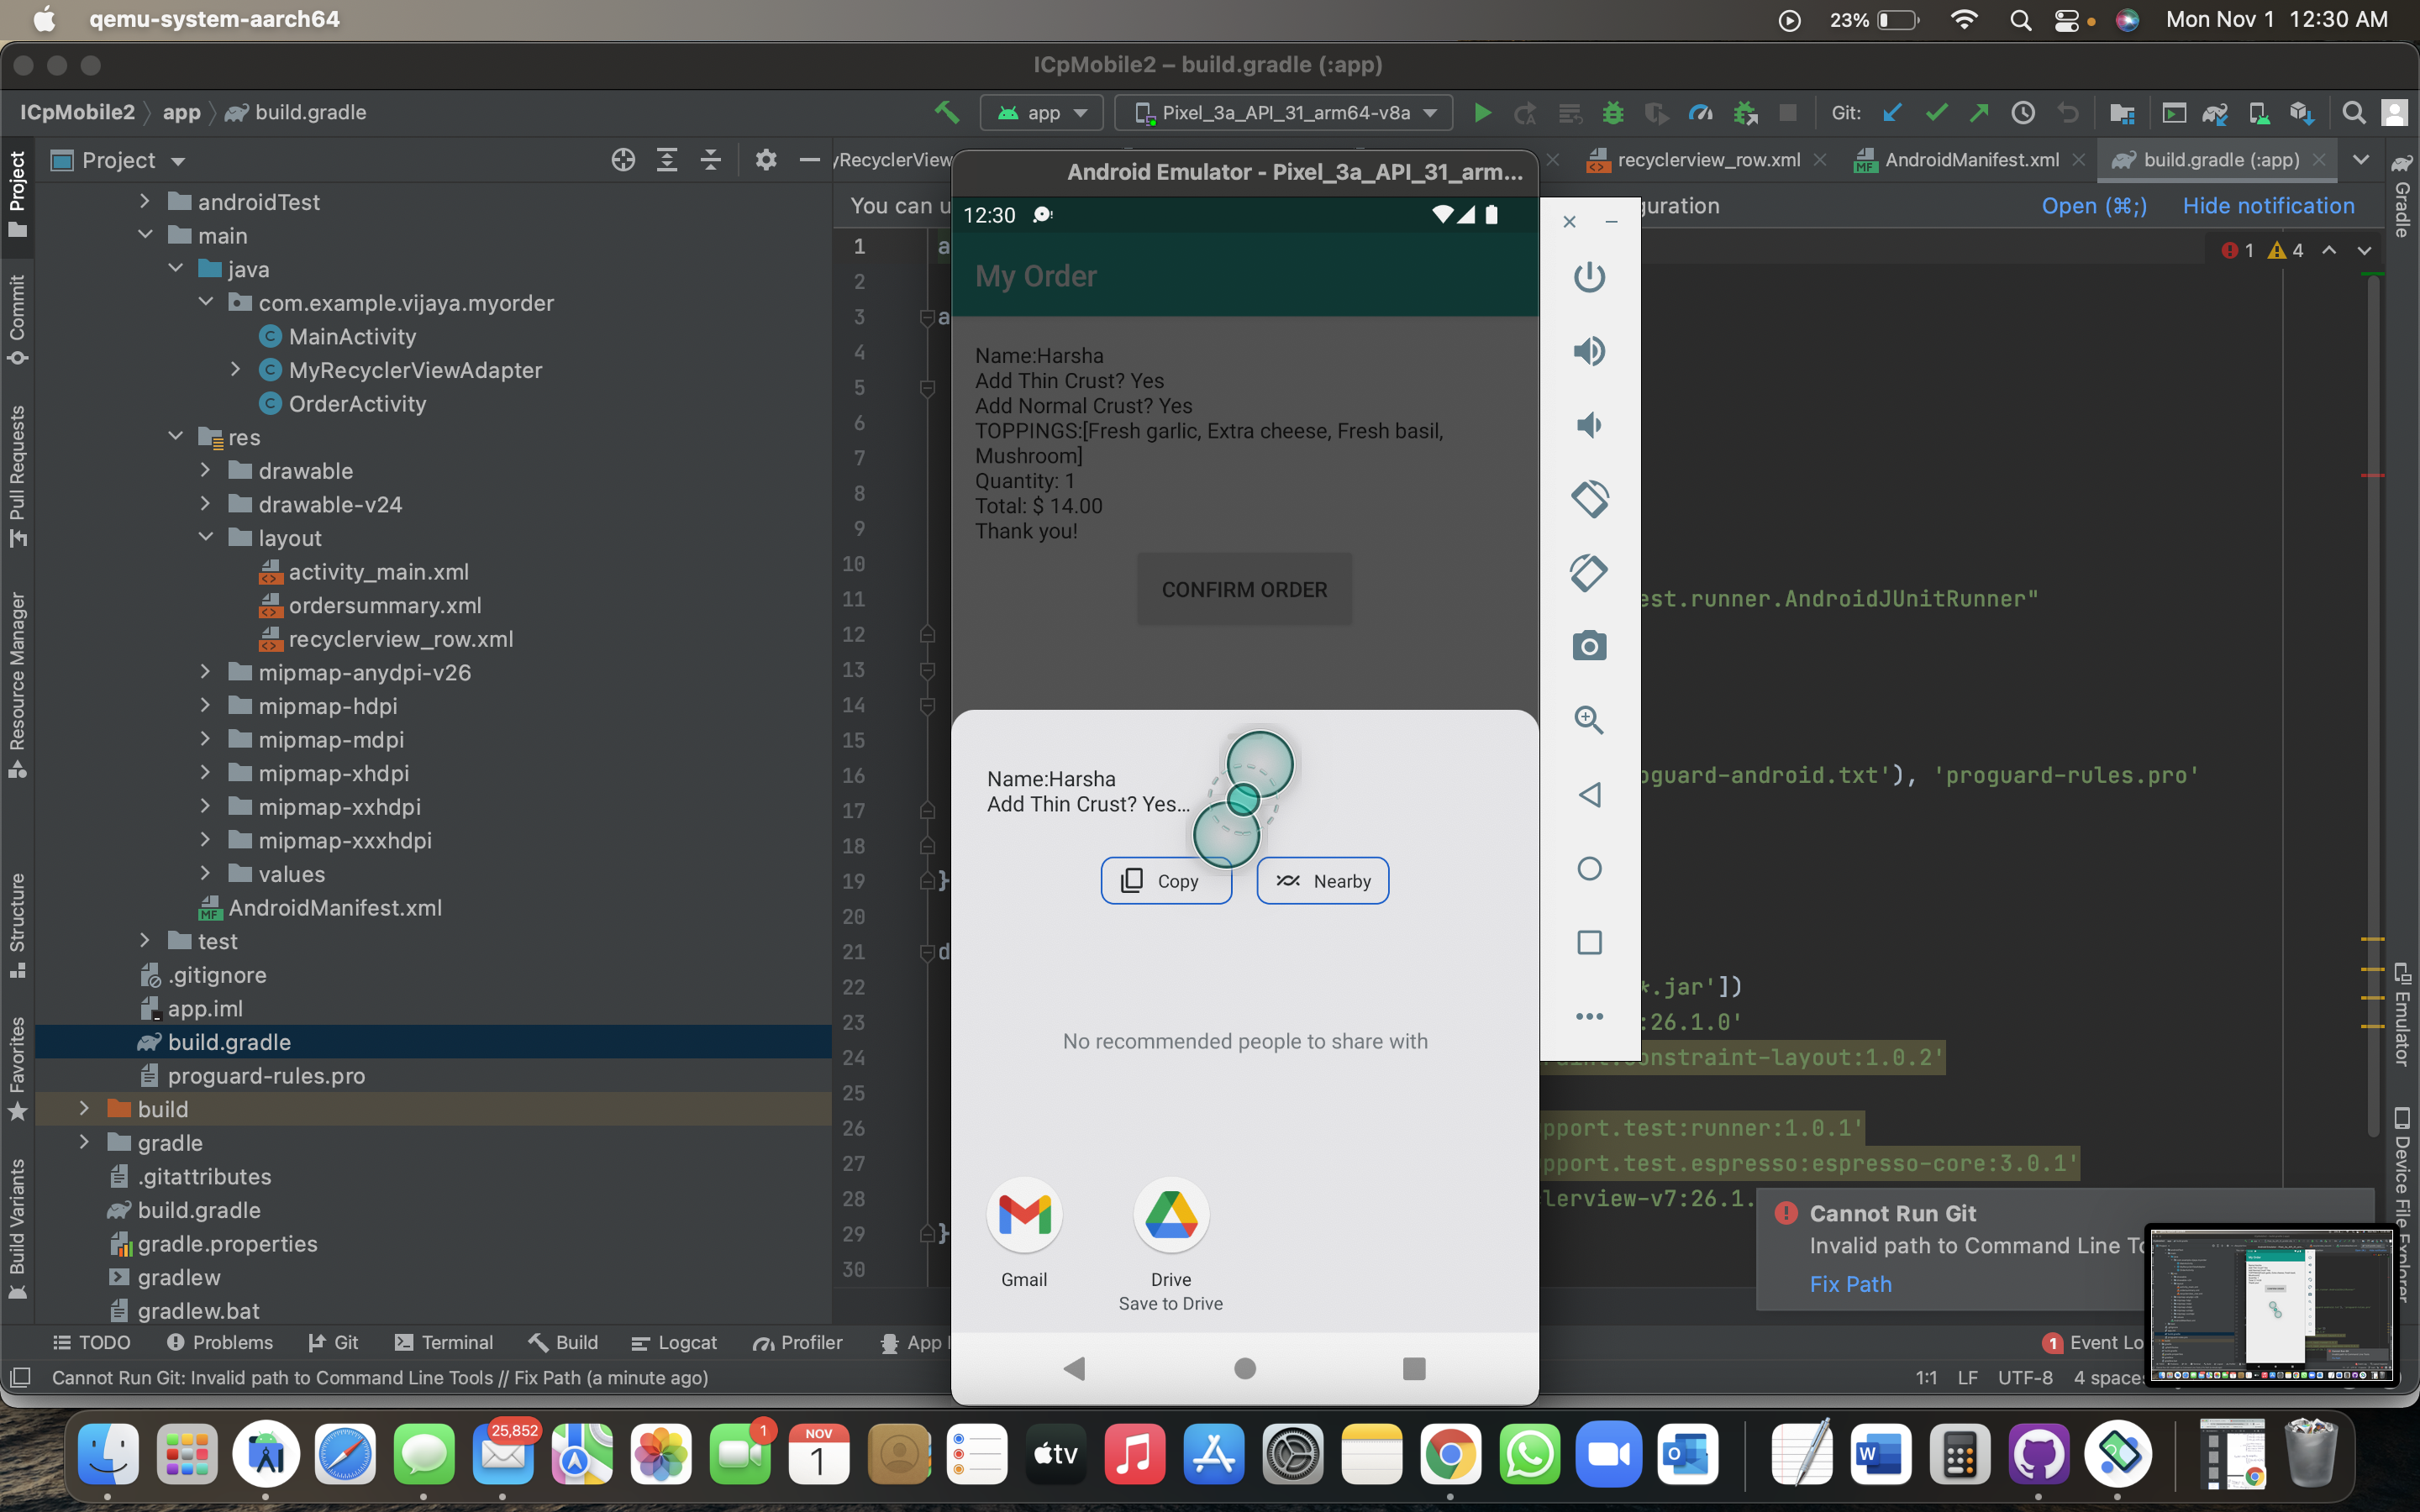 qemu-system-aarch64
23%
Mon Nov 1 12:30 AM
ICpMobile2 – build.gradle (:app)
ICpMobile2
app
build.gradle
app
Pixel_3a_API_31_arm64-v8a
Git:
Project
yRecyclerView
recyclerview_row.xml
AndroidManifest.xml
build.gradle (:app)
You can u
guration
Open (⌘;)
Hide notification
1
4
Project
Commit
Pull Requests
Resource Manager
Structure
Favorites
Build Variants
androidTest
main
java
com.example.vijaya.myorder
MainActivity
MyRecyclerViewAdapter
OrderActivity
res
drawable
drawable-v24
layout
activity_main.xml
ordersummary.xml
recyclerview_row.xml
mipmap-anydpi-v26
mipmap-hdpi
mipmap-mdpi
mipmap-xhdpi
mipmap-xxhdpi
mipmap-xxxhdpi
values
AndroidManifest.xml
test
.gitignore
app.iml
build.gradle
proguard-rules.pro
build
gradle
.gitattributes
build.gradle
gradle.properties
gradlew
gradlew.bat
1 a
2
3 a
4
5
6
7
8
9
10
11 est.runner.AndroidJUnitRunner"
12
13
14
15
16 oguard-android.txt'), 'proguard-rules.pro'
17
18
19 }
20
21 d
22 *.jar'])
23 :26.1.0'
24 constraint-layout:1.0.2'
25
26 pport.test:runner:1.0.1'
27 pport.test.espresso:espresso-core:3.0.1'
28 lerview-v7:26.1.
29 }
30
Android Emulator - Pixel_3a_API_31_arm...
12:30
My Order
Name:Harsha
Add Thin Crust? Yes
Add Normal Crust? Yes
TOPPINGS:[Fresh garlic, Extra cheese, Fresh basil,
Mushroom]
Quantity: 1
Total: $ 14.00
Thank you!
CONFIRM ORDER
Name:Harsha
Add Thin Crust? Yes...
Copy
Nearby
No recommended people to share with
Gmail
Drive
Save to Drive
Gradle
Emulator
Device File Explorer
Cannot Run Git
Invalid path to Command Line To
Fix Path
TODO
Problems
Git
Terminal
Build
Logcat
Profiler
App I
1 Event Lo
Cannot Run Git: Invalid path to Command Line Tools // Fix Path (a minute ago)
1:1
LF
UTF-8
4 spaces
25,852
1
NOV
1
tv
W